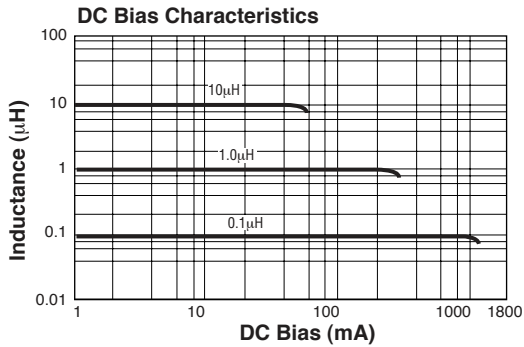 DC Bias Characteristics
100
10
1
0.1
0.01
Inductance (µH)
10µH
1.0µH
0.1µH
1 10 100 1000 1800
DC Bias (mA)